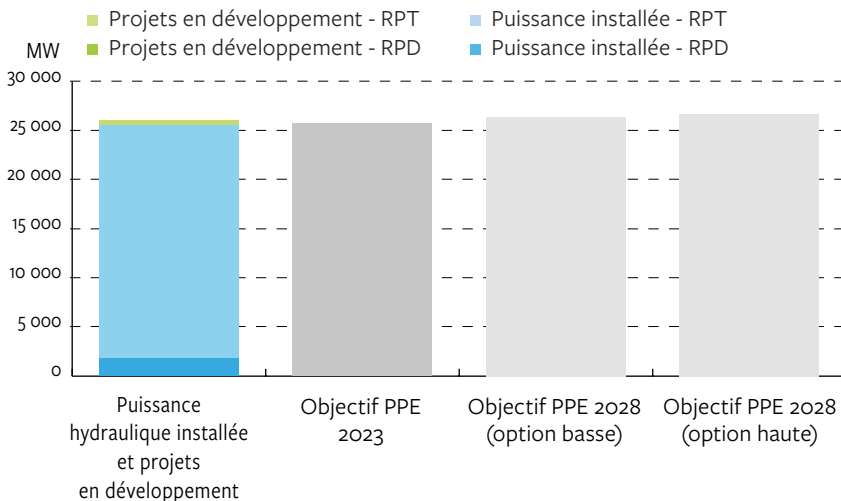 Projets en développement - RPT
Puissance installée - RPT
Projets en développement - RPD
Puissance installée - RPD
MW
30 000
25 000
20 000
15 000
10 000
5 000
0
Puissance
hydraulique installée
et projets
en développement
Objectif PPE
2023
Objectif PPE 2028
(option basse)
Objectif PPE 2028
(option haute)